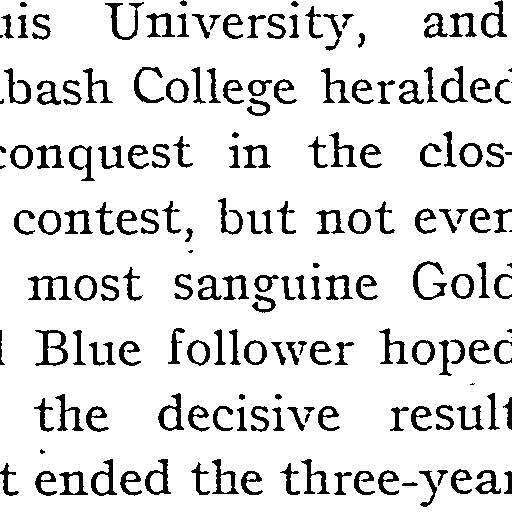 uis University, and
bash College heralded
conquest in the clos-
contest, but not even
most sanguine Gold
Blue follower hoped
the decisive result
t ended the three-year